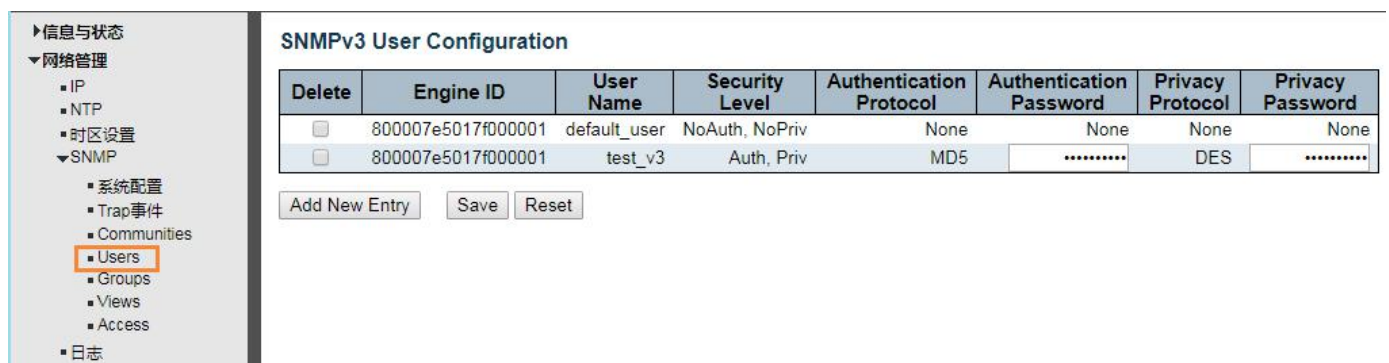 信息与状态
网络管理
IP
NTP
时区设置
SNMP
系统配置
Trap事件
Communities
Users
Groups
Views
Access
日志
SNMPv3 User Configuration
Delete Engine ID User Name Security Level Authentication Protocol Authentication Password Privacy Protocol Privacy Password
800007e5017f000001 default_user NoAuth, NoPriv None None None None
800007e5017f000001 test_v3 Auth, Priv MD5 •••••••••• DES ••••••••••
Add New Entry Save Reset